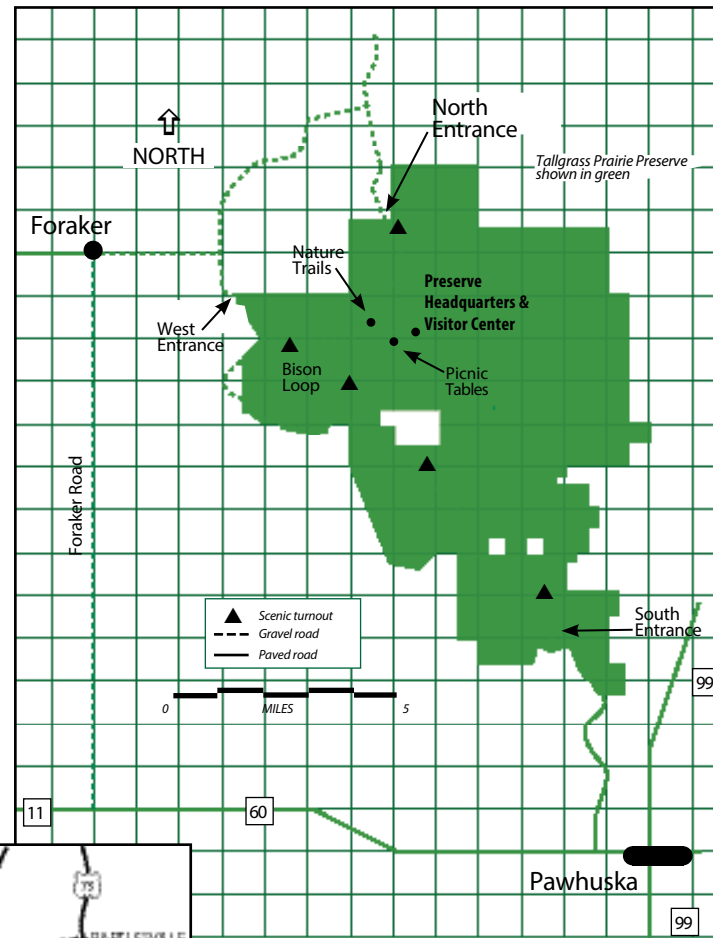 North
Entrance
NORTH
Tallgrass Prairie Preserve
shown in green
Foraker
Nature
Trails
Preserve
Headquarters &
Visitor Center
West
Entrance
Bison
Loop
Picnic
Tables
Foraker Road
Scenic turnout
Gravel road
Paved road
South
Entrance
99
0 MILES 5
11
60
75
Pawhuska
BARTLESVILLE
99